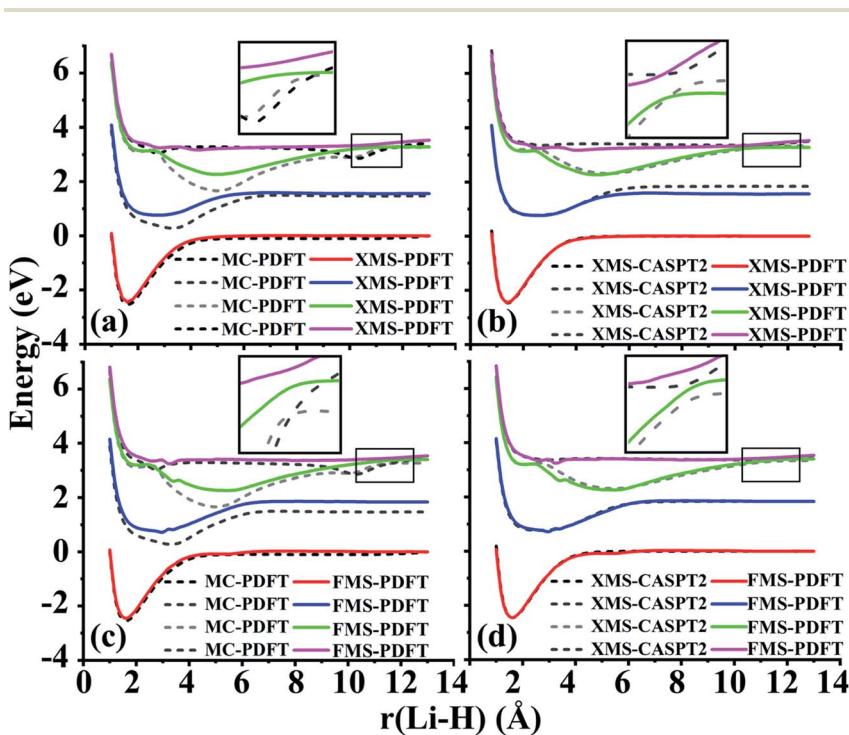 Energy (eV)
6
4
2
0
-2
-4
(a)
MC-PDFT XMS-PDFT
MC-PDFT XMS-PDFT
MC-PDFT XMS-PDFT
MC-PDFT XMS-PDFT
(b)
XMS-CASPT2 XMS-PDFT
XMS-CASPT2 XMS-PDFT
XMS-CASPT2 XMS-PDFT
XMS-CASPT2 XMS-PDFT
6
4
2
0
-2
-4
(c)
MC-PDFT FMS-PDFT
MC-PDFT FMS-PDFT
MC-PDFT FMS-PDFT
MC-PDFT FMS-PDFT
(d)
XMS-CASPT2 FMS-PDFT
XMS-CASPT2 FMS-PDFT
XMS-CASPT2 FMS-PDFT
XMS-CASPT2 FMS-PDFT
0 2 4 6 8 10 12 14 2 4 6 8 10 12 14
r(Li-H) (Å)